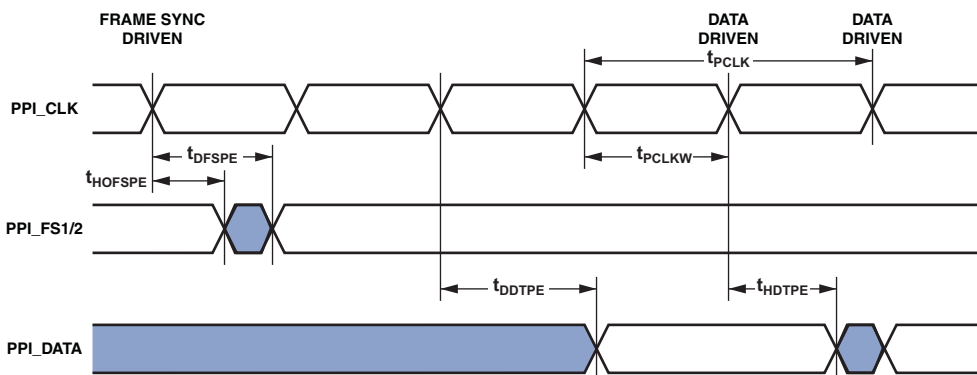 FRAME SYNC
DRIVEN
DATA
DRIVEN
DATA
DRIVEN
tPCLK
PPI_CLK
tDFSPE
tPCLKW
tHOFSPE
PPI_FS1/2
tDDTPE
tHDTPE
PPI_DATA